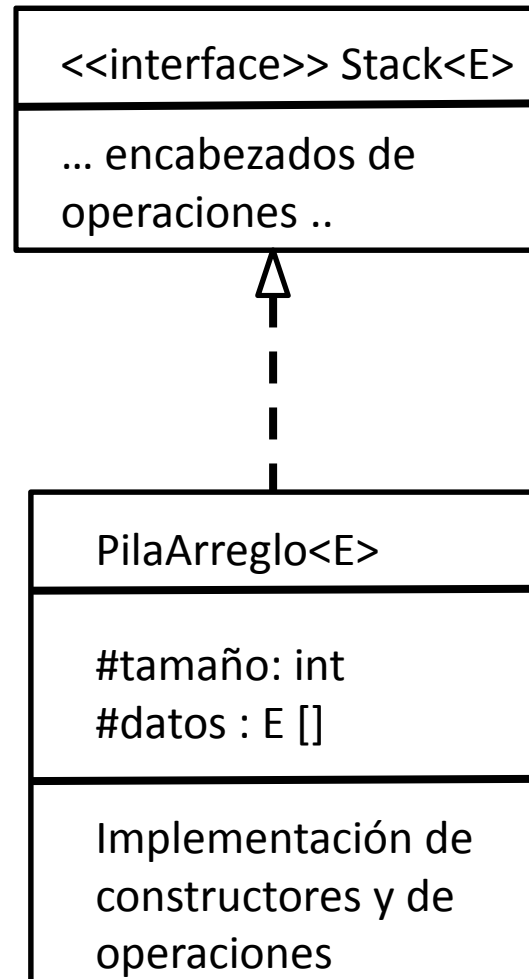 <<interface>> Stack<E>
... encabezados de
operaciones ..
PilaArreglo<E>
#tamaño: int
#datos : E []
Implementación de
constructores y de
operaciones